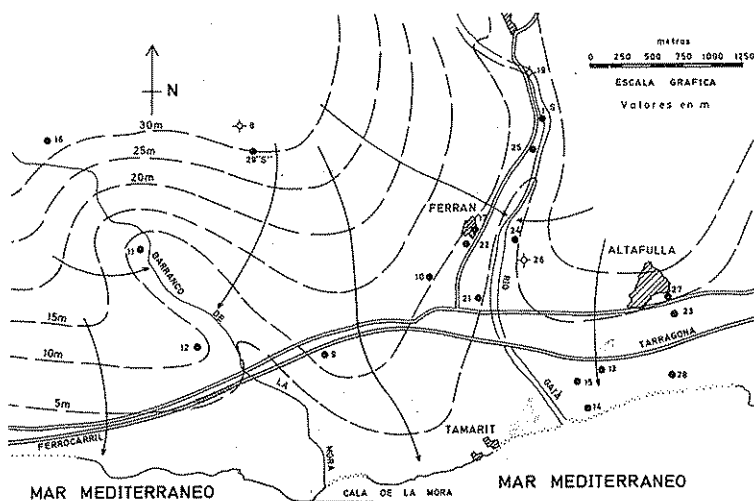 metros
0 250 500 750 1000 1250
ESCALA GRAFICA
Valores en m
N
19
1
S
16
8
30m
29"S"
25m
25
20m
FERRAN
17
22
24
26
ALTAFULLA
11
BARRANCO
DE
LA
MORA
10
21
RIO
GAIÁ
27
23
15m
12
10m
9
TARRAGONA
13
15
28
14
5m
FERROCARRIL
TAMARIT
MAR MEDITERRANEO
CALA DE LA MORA
MAR MEDITERRANEO